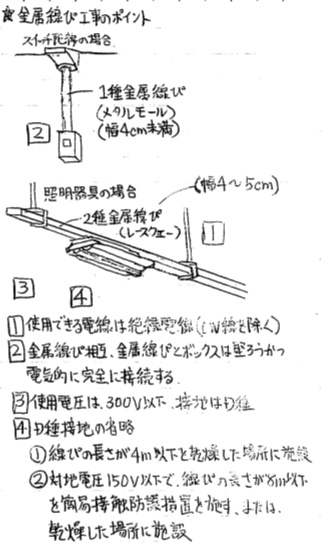 金属線ぴ工事のポイント
スイッチ配線の場合
1種金属線ぴ
(メタルモール)
(幅4cm未満)
2
照明器具の場合
(幅4～5cm)
2種金属線ぴ
(レースウェー)
1
3
4
1 使用できる電線は絶縁電線(OW線を除く)
2 金属線ぴ相互、金属線ぴとボックスは堅ろうかつ
電気的に完全に接続する.
3 使用電圧は、300V以下、接地はD種
4 D種接地の省略
① 線ぴの長さが4m以下と乾燥した場所に施設
② 対地電圧150V以下で、線ぴの長さが8m以下
を簡易接触防護措置を施す、または、
乾燥した場所に施設